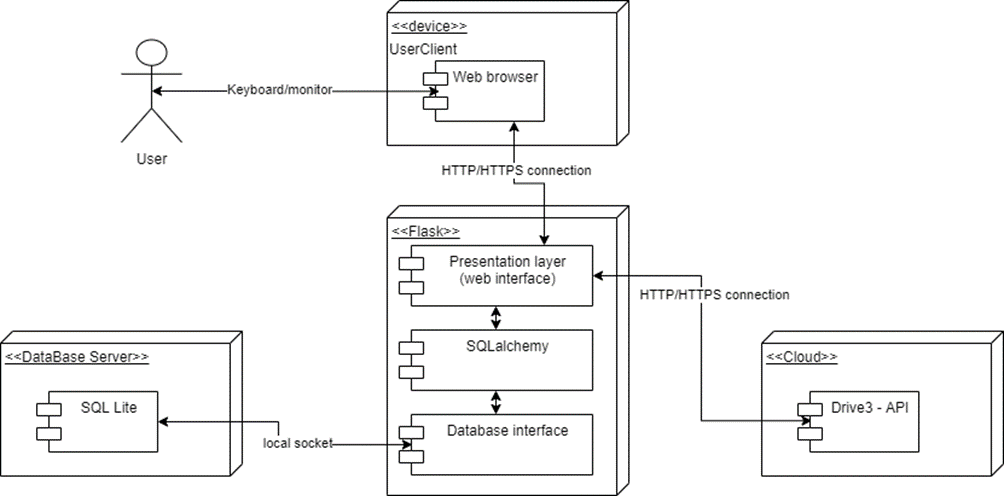 <<device>>
UserClient
Web browser
Keyboard/monitor
User
HTTP/HTTPS connection
<<Flask>>
Presentation layer
(web interface)
HTTP/HTTPS connection
SQLalchemy
<<DataBase Server>>
<<Cloud>>
SQL Lite
Drive3 - API
Database interface
local socket